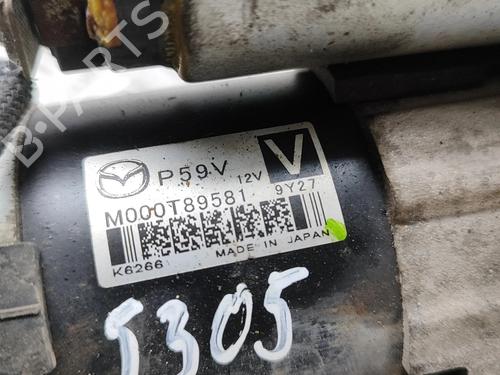 B-PARTS
P59V 12V V
M000T89581 9Y27
K6266 MADE IN JAPAN
5305